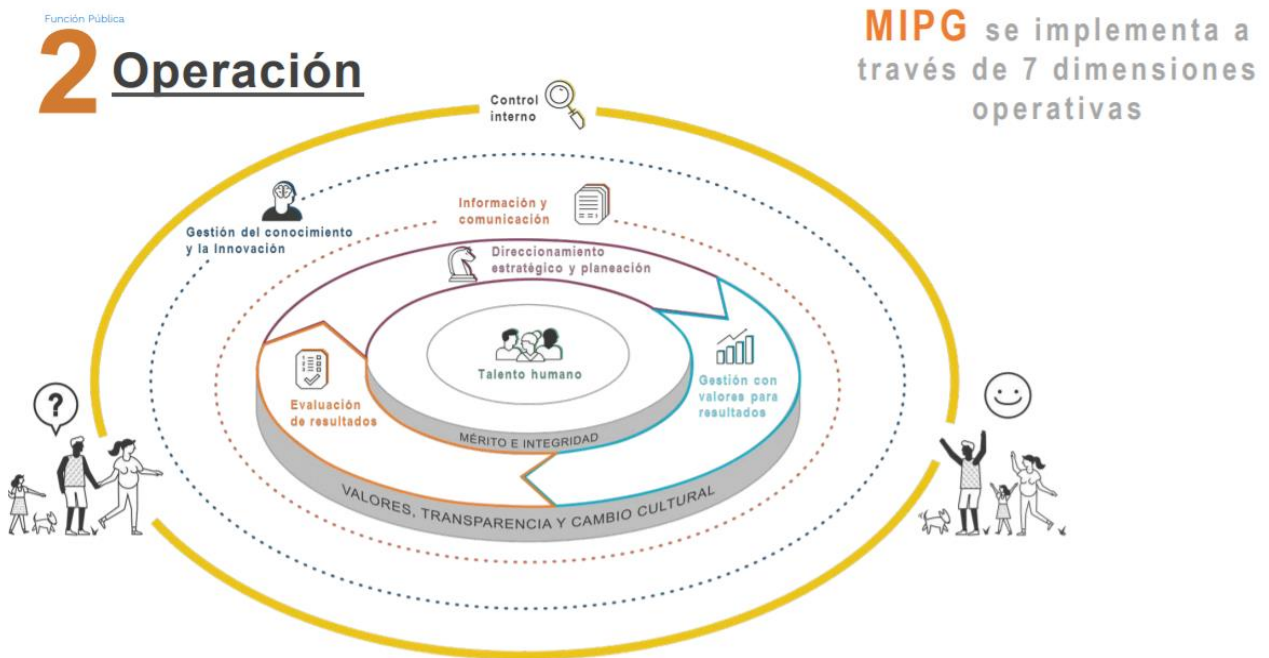 Función Pública
2 Operación
MIPG se implementa a
través de 7 dimensiones
operativas
Control
interno
Gestión del conocimiento
y la Innovación
Información y
comunicación
Direccionamiento
estratégico y planeación
Talento humano
Gestión con
valores para
resultados
Evaluación
de resultados
MÉRITO E INTEGRIDAD
VALORES, TRANSPARENCIA Y CAMBIO CULTURAL
?